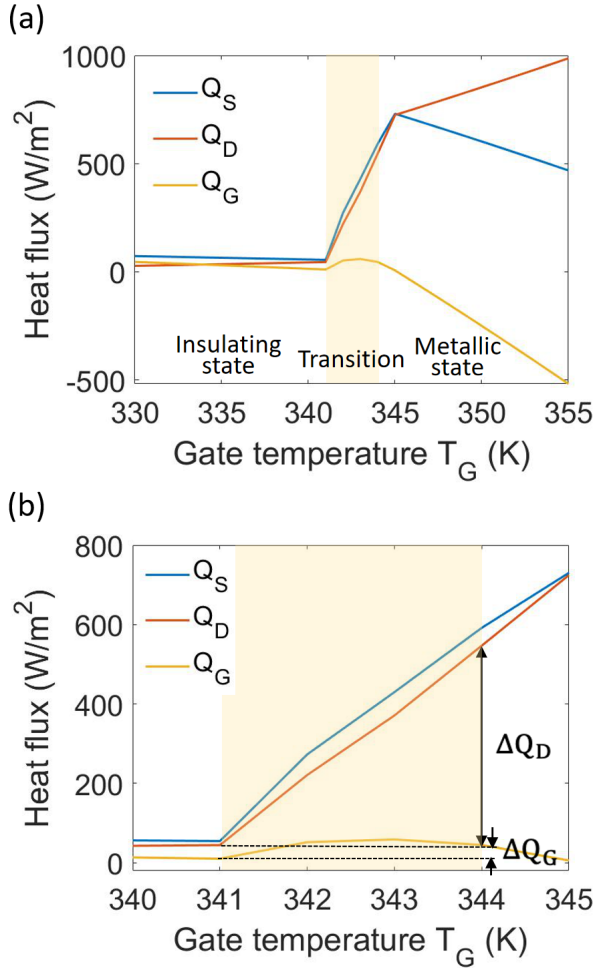 (a)
1000
500
0
-500
Heat flux (W/m²)
Q_S
Q_D
Q_G
Insulating state
Transition
Metallic state
330 335 340 345 350 355
Gate temperature T_G (K)
(b)
800
600
400
200
0
Heat flux (W/m²)
Q_S
Q_D
Q_G
ΔQ_D
ΔQ_G
340 341 342 343 344 345
Gate temperature T_G (K)